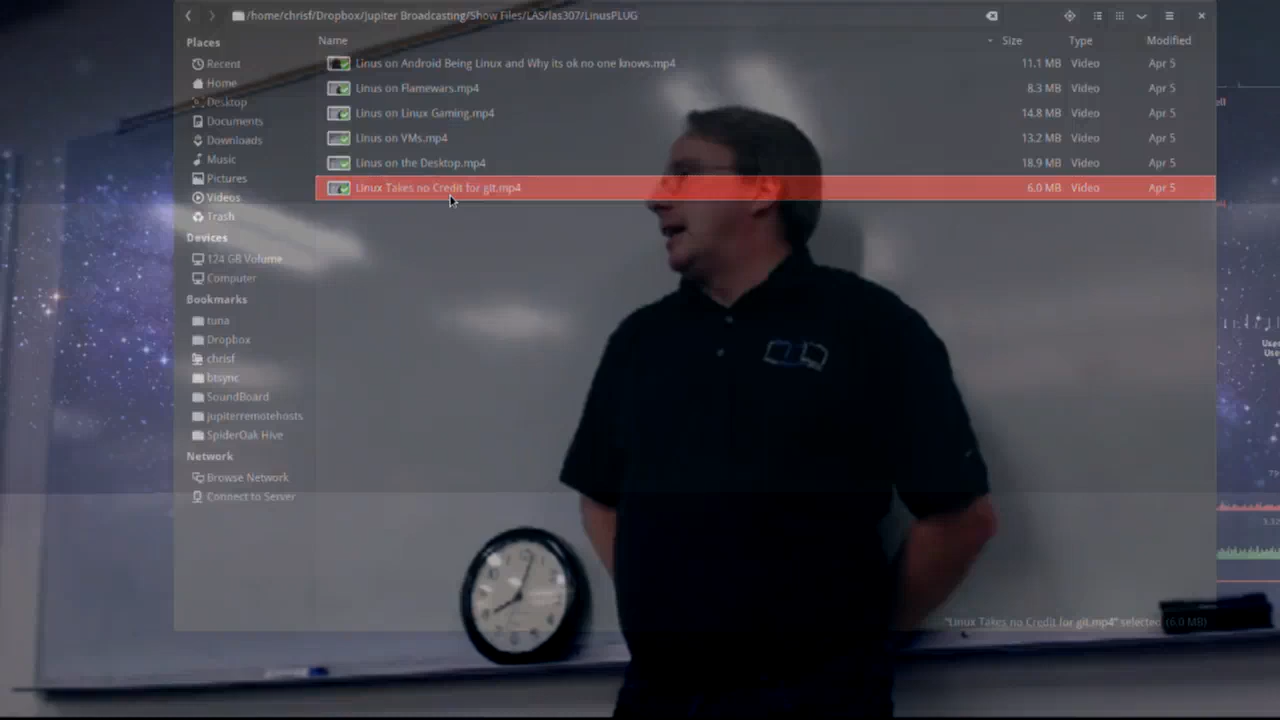 /home/chrisf/Dropbox/Jupiter Broadcasting/Show Files/LAS/las307/LinusPLUG
Places
Recent
Home
Desktop
Documents
Downloads
Music
Pictures
Videos
Trash
Devices
124 GB Volume
Computer
Bookmarks
tuna
Dropbox
chrisf
btsync
SoundBoard
jupiterremotehosts
SpiderOak Hive
Network
Browse Network
Connect to Server
Name Size Type Modified
Linus on Android Being Linux and Why its ok no one knows.mp4 11.1 MB Video Apr 5
Linus on Flamewars.mp4 8.3 MB Video Apr 5
Linus on Linux Gaming.mp4 14.8 MB Video Apr 5
Linus on VMs.mp4 13.2 MB Video Apr 5
Linus on the Desktop.mp4 18.9 MB Video Apr 5
Linux Takes no Credit for git.mp4 6.0 MB Video Apr 5
"Linux Takes no Credit for git.mp4" selected (6.0 MB)